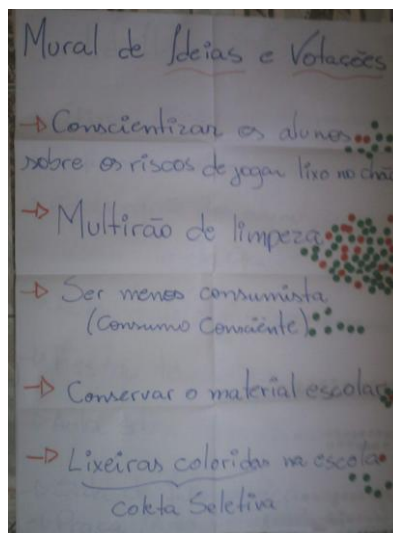 Mural de Ideias e Votações
→ Conscientizar os alunos
sobre os riscos de jogar lixo no chão
→ Multirão de limpeza
→ Ser menos consumista
(Consumo Consciente)
→ Conservar o material escolar
→ Lixeiras coloridas na escola
coleta Seletiva